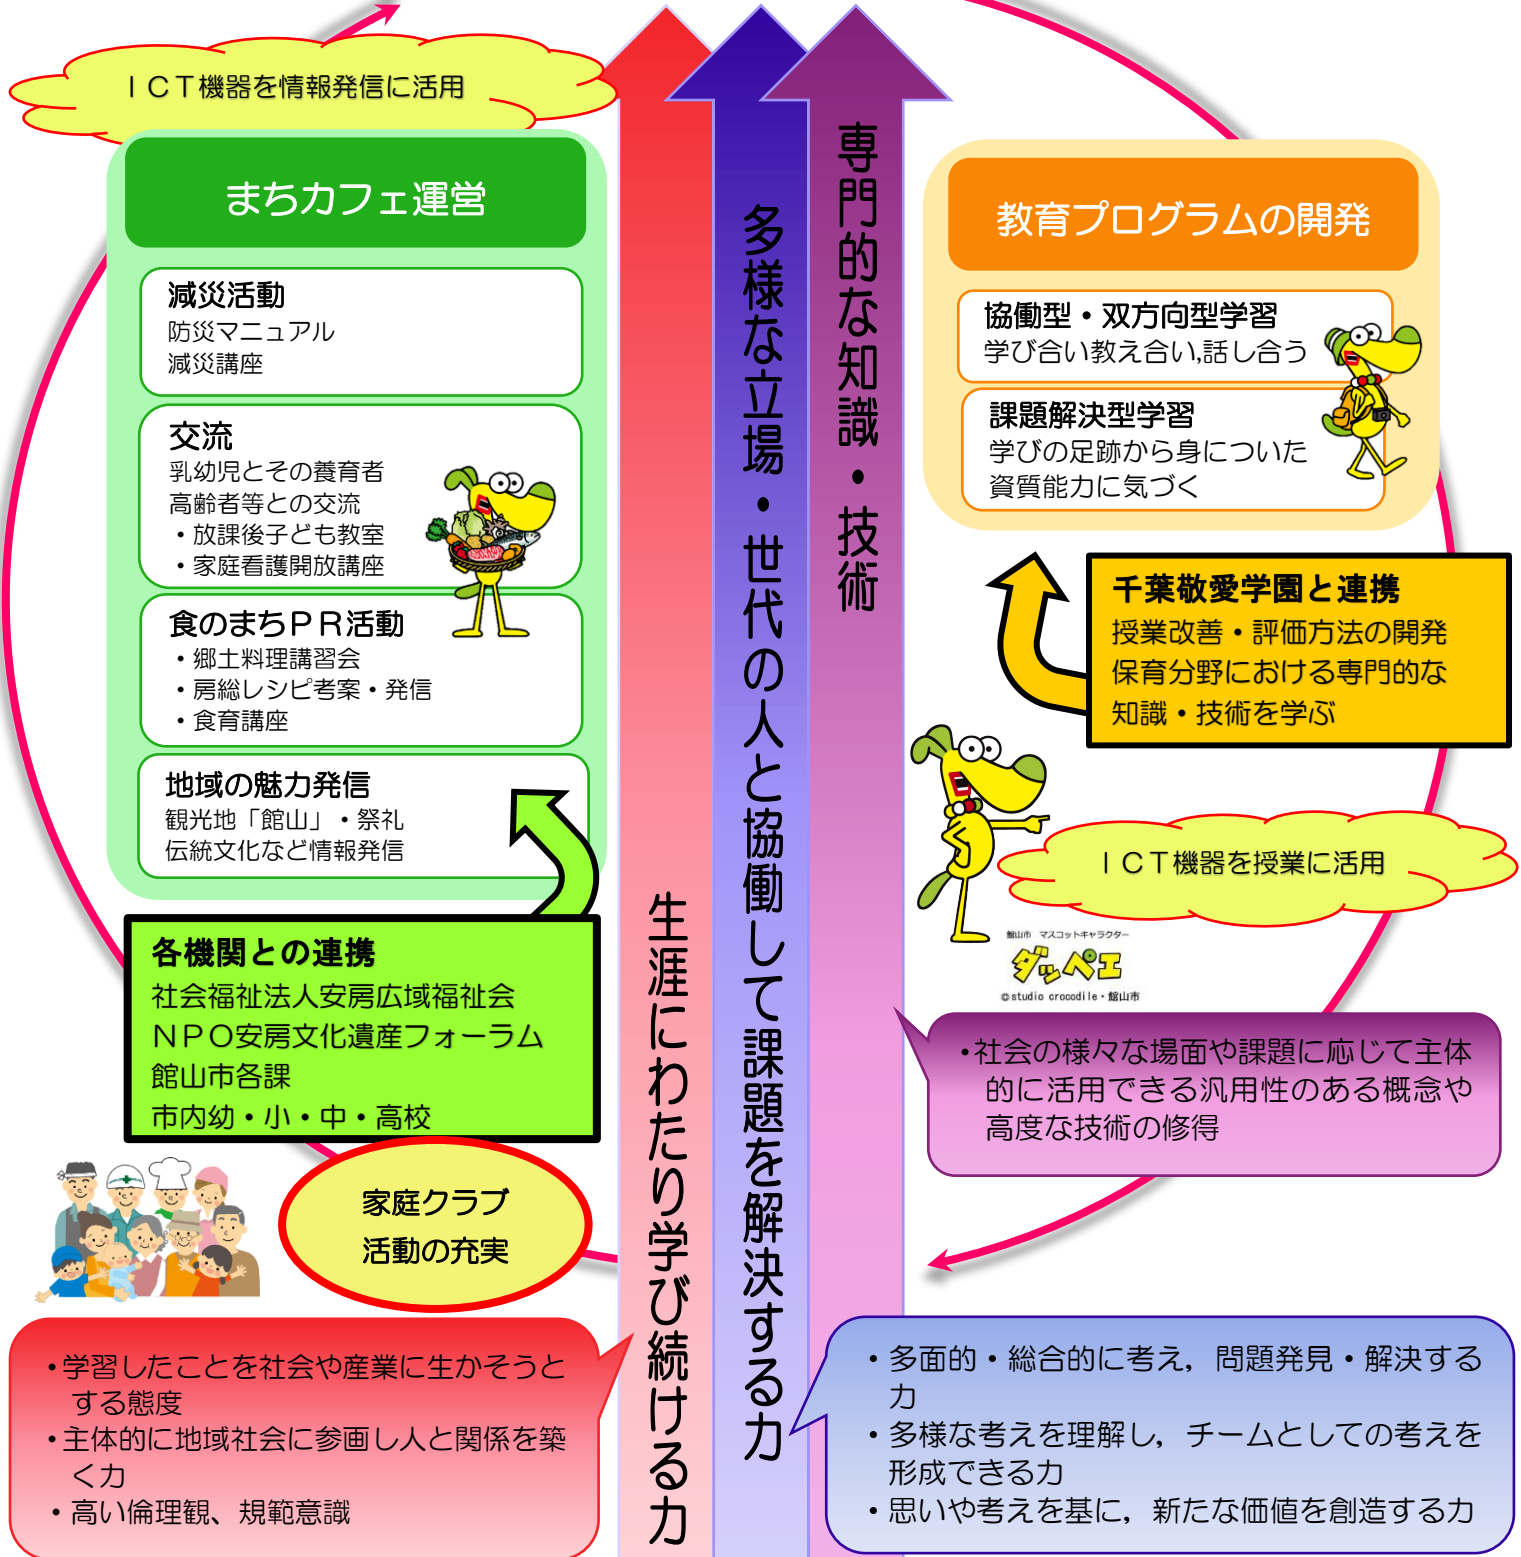 ＩＣＴ機器を情報発信に活用
まちカフェ運営
減災活動
防災マニュアル
減災講座
交流
乳幼児とその養育者
高齢者等との交流
・放課後子ども教室
・家庭看護開放講座
食のまちＰＲ活動
・郷土料理講習会
・房総レシピ考案・発信
・食育講座
地域の魅力発信
観光地「館山」・祭礼
伝統文化など情報発信
各機関との連携
社会福祉法人安房広域福祉会
ＮＰＯ安房文化遺産フォーラム
館山市各課
市内幼・小・中・高校
家庭クラブ
活動の充実
・学習したことを社会や産業に生かそうと
する態度
・主体的に地域社会に参画し人と関係を築
く力
・高い倫理観、規範意識
生涯にわたり学び続ける力
多様な立場・世代の人と協働して課題を解決する力
専門的な知識・技術
教育プログラムの開発
協働型・双方向型学習
学び合い教え合い,話し合う
課題解決型学習
学びの足跡から身についた
資質能力に気づく
千葉敬愛学園と連携
授業改善・評価方法の開発
保育分野における専門的な
知識・技術を学ぶ
ＩＣＴ機器を授業に活用
館山市　マスコットキャラクター
ダッペエ
©studio crocodile・館山市
・社会の様々な場面や課題に応じて主体
的に活用できる汎用性のある概念や
高度な技術の修得
・多面的・総合的に考え，問題発見・解決する
力
・多様な考えを理解し，チームとしての考えを
形成できる力
・思いや考えを基に，新たな価値を創造する力